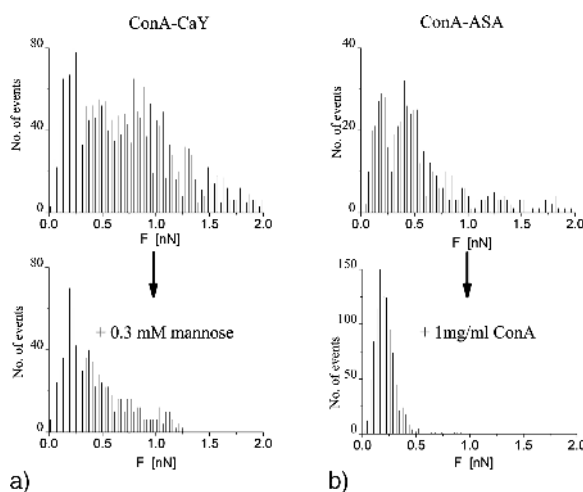 ConA-CaY
80
40
0
No. of events
0.0 0.5 1.0 1.5 2.0
F [nN]
80
40
0
No. of events
+ 0.3 mM mannose
0.0 0.5 1.0 1.5 2.0
F [nN]
a)
ConA-ASA
40
20
0
No. of events
0.0 0.5 1.0 1.5 2.0
F [nN]
150
100
50
0
No. of events
+ 1mg/ml ConA
0.0 0.5 1.0 1.5 2.0
F [nN]
b)